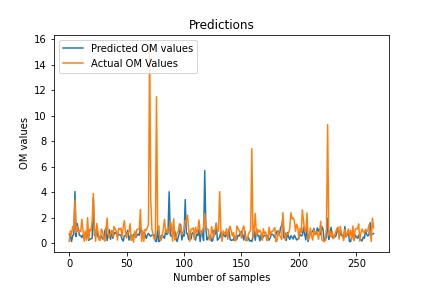 Predictions
16
14
12
10
8
6
4
2
0
OM values
Predicted OM values
Actual OM Values
0 50 100 150 200 250
Number of samples